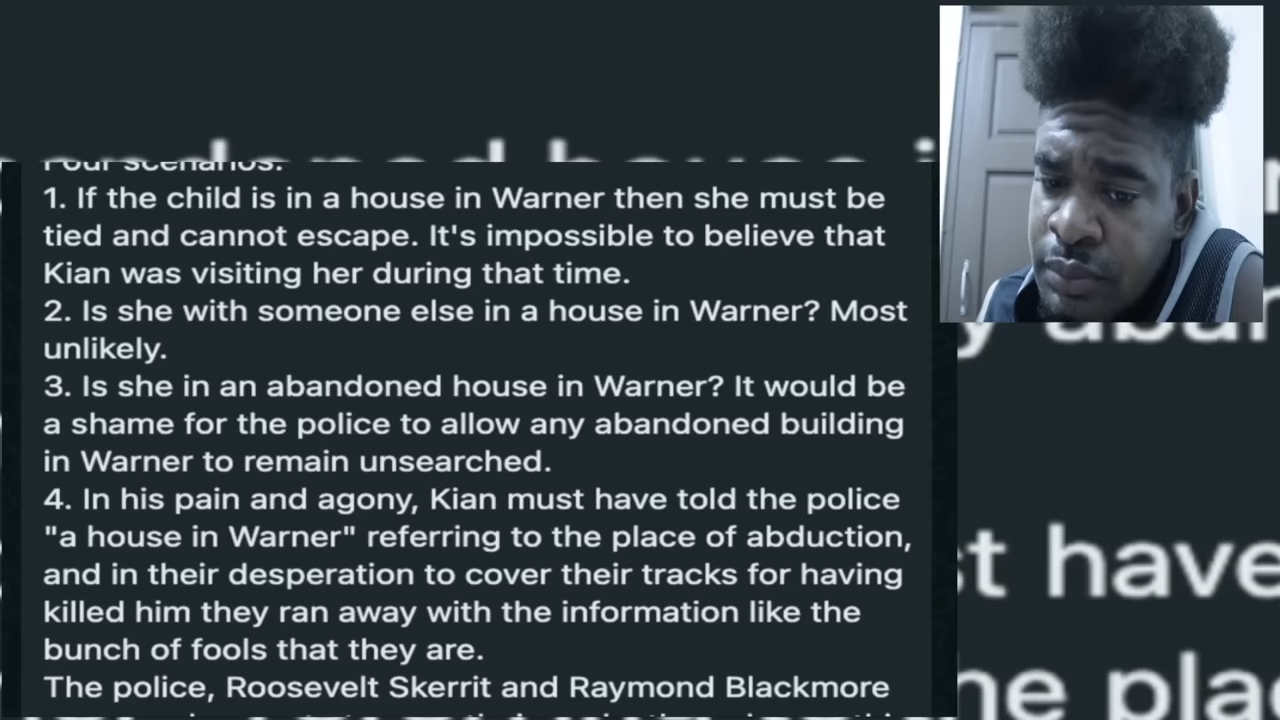 Four scenarios:
1. If the child is in a house in Warner then she must be
tied and cannot escape. It's impossible to believe that
Kian was visiting her during that time.
2. Is she with someone else in a house in Warner? Most
unlikely.
3. Is she in an abandoned house in Warner? It would be
a shame for the police to allow any abandoned building
in Warner to remain unsearched.
4. In his pain and agony, Kian must have told the police
"a house in Warner" referring to the place of abduction,
and in their desperation to cover their tracks for having
killed him they ran away with the information like the
bunch of fools that they are.
The police, Roosevelt Skerrit and Raymond Blackmore
st have